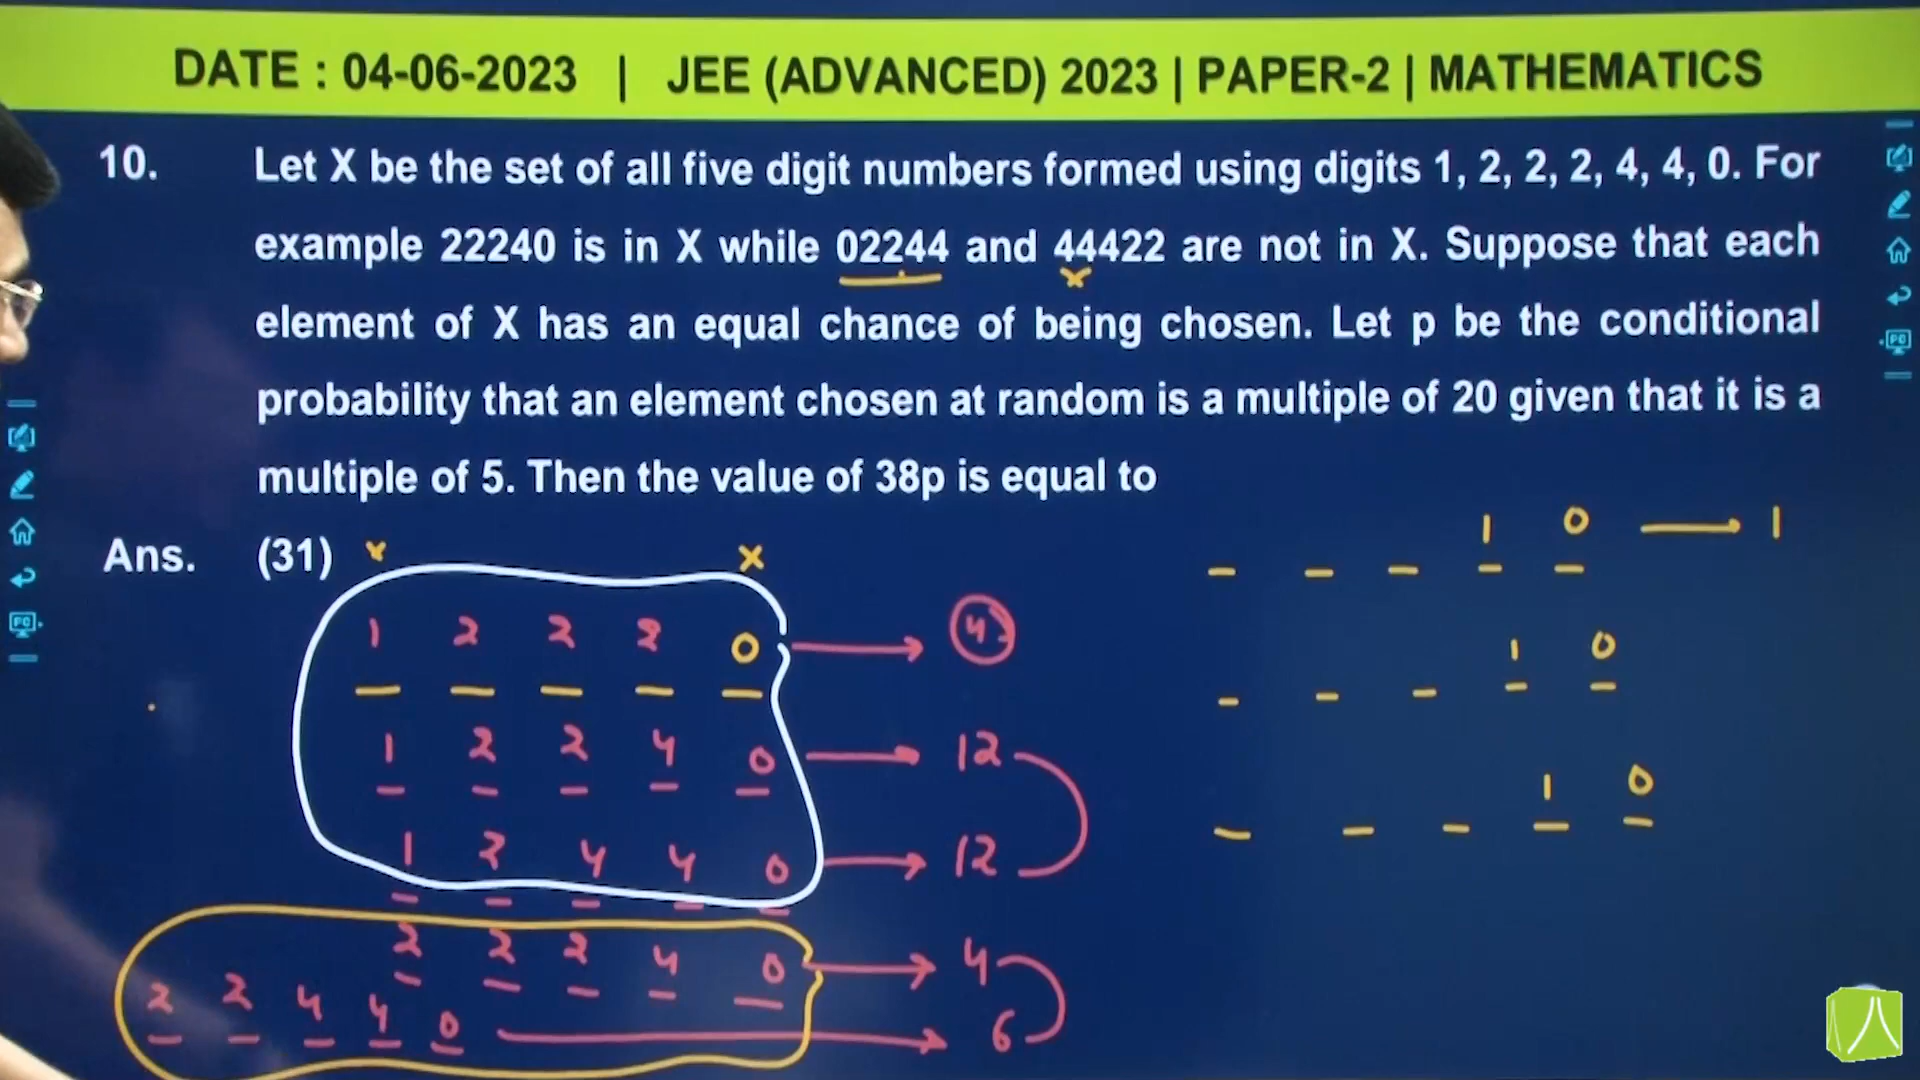 DATE : 04-06-2023 | JEE (ADVANCED) 2023 | PAPER-2 | MATHEMATICS
10. Let X be the set of all five digit numbers formed using digits 1, 2, 2, 2, 4, 4, 0. For
example 22240 is in X while 02244 and 44422 are not in X. Suppose that each
element of X has an equal chance of being chosen. Let p be the conditional
probability that an element chosen at random is a multiple of 20 given that it is a
multiple of 5. Then the value of 38p is equal to
Ans. (31)
x x
x
1 0 → 1
1 2 2 2 0 → 4
1 0
1 2 2 4 0 → 12
1 0
1 2 4 4 0 → 12
2 2 2 4 0 → 4
2 2 4 4 0 → 6
PC
PC